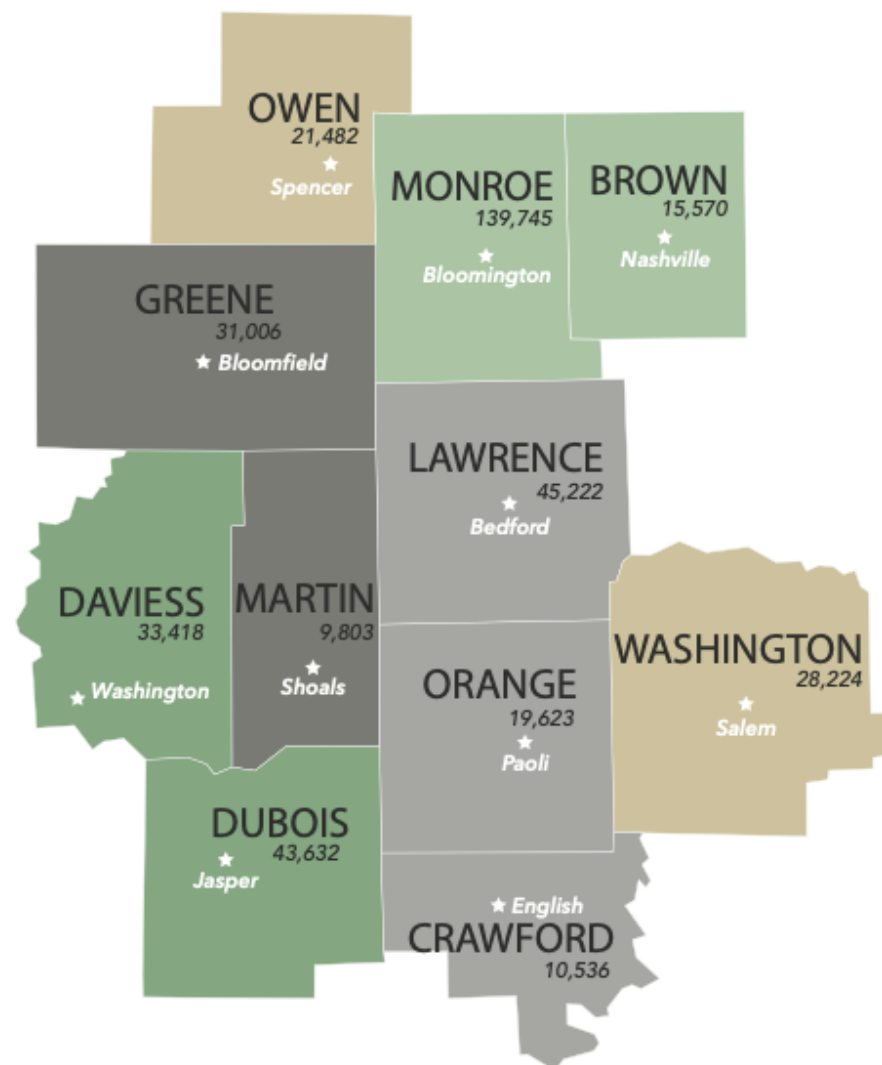 OWEN
21,482
Spencer
MONROE
139,745
Bloomington
BROWN
15,570
Nashville
GREENE
31,006
Bloomfield
LAWRENCE
45,222
Bedford
DAVIESS
33,418
Washington
MARTIN
9,803
Shoals
ORANGE
19,623
Paoli
WASHINGTON
28,224
Salem
DUBOIS
43,632
Jasper
English
CRAWFORD
10,536